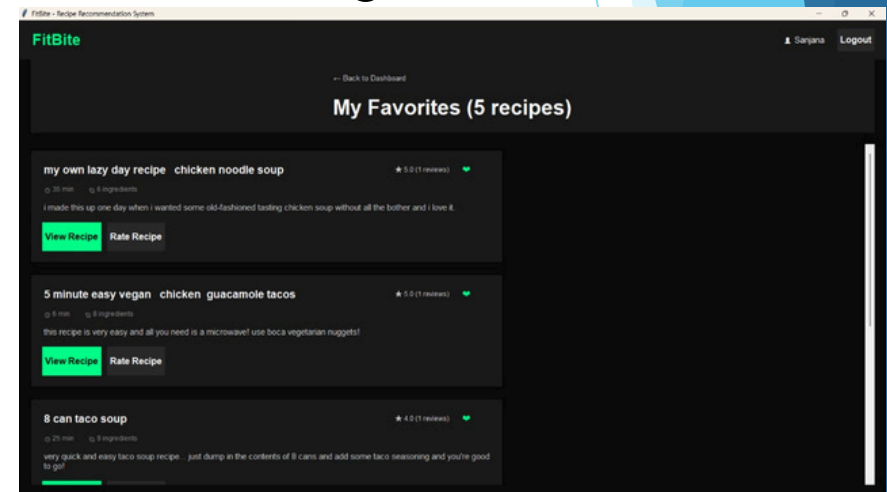 FitBite - Recipe Recommendation System
FitBite
Sanjana Logout
← Back to Dashboard
My Favorites (5 recipes)
my own lazy day recipe chicken noodle soup ★ 5.0 (1 reviews)
35 min 6 ingredients
i made this up one day when i wanted some old-fashioned tasting chicken soup without all the bother and i love it.
View Recipe Rate Recipe
5 minute easy vegan chicken guacamole tacos ★ 5.0 (1 reviews)
6 min 8 ingredients
this recipe is very easy and all you need is a microwave! use boca vegetarian nuggets!
View Recipe Rate Recipe
8 can taco soup ★ 4.0 (1 reviews)
25 min 9 ingredients
very quick and easy taco soup recipe... just dump in the contents of 8 cans and add some taco seasoning and you're good
to go!